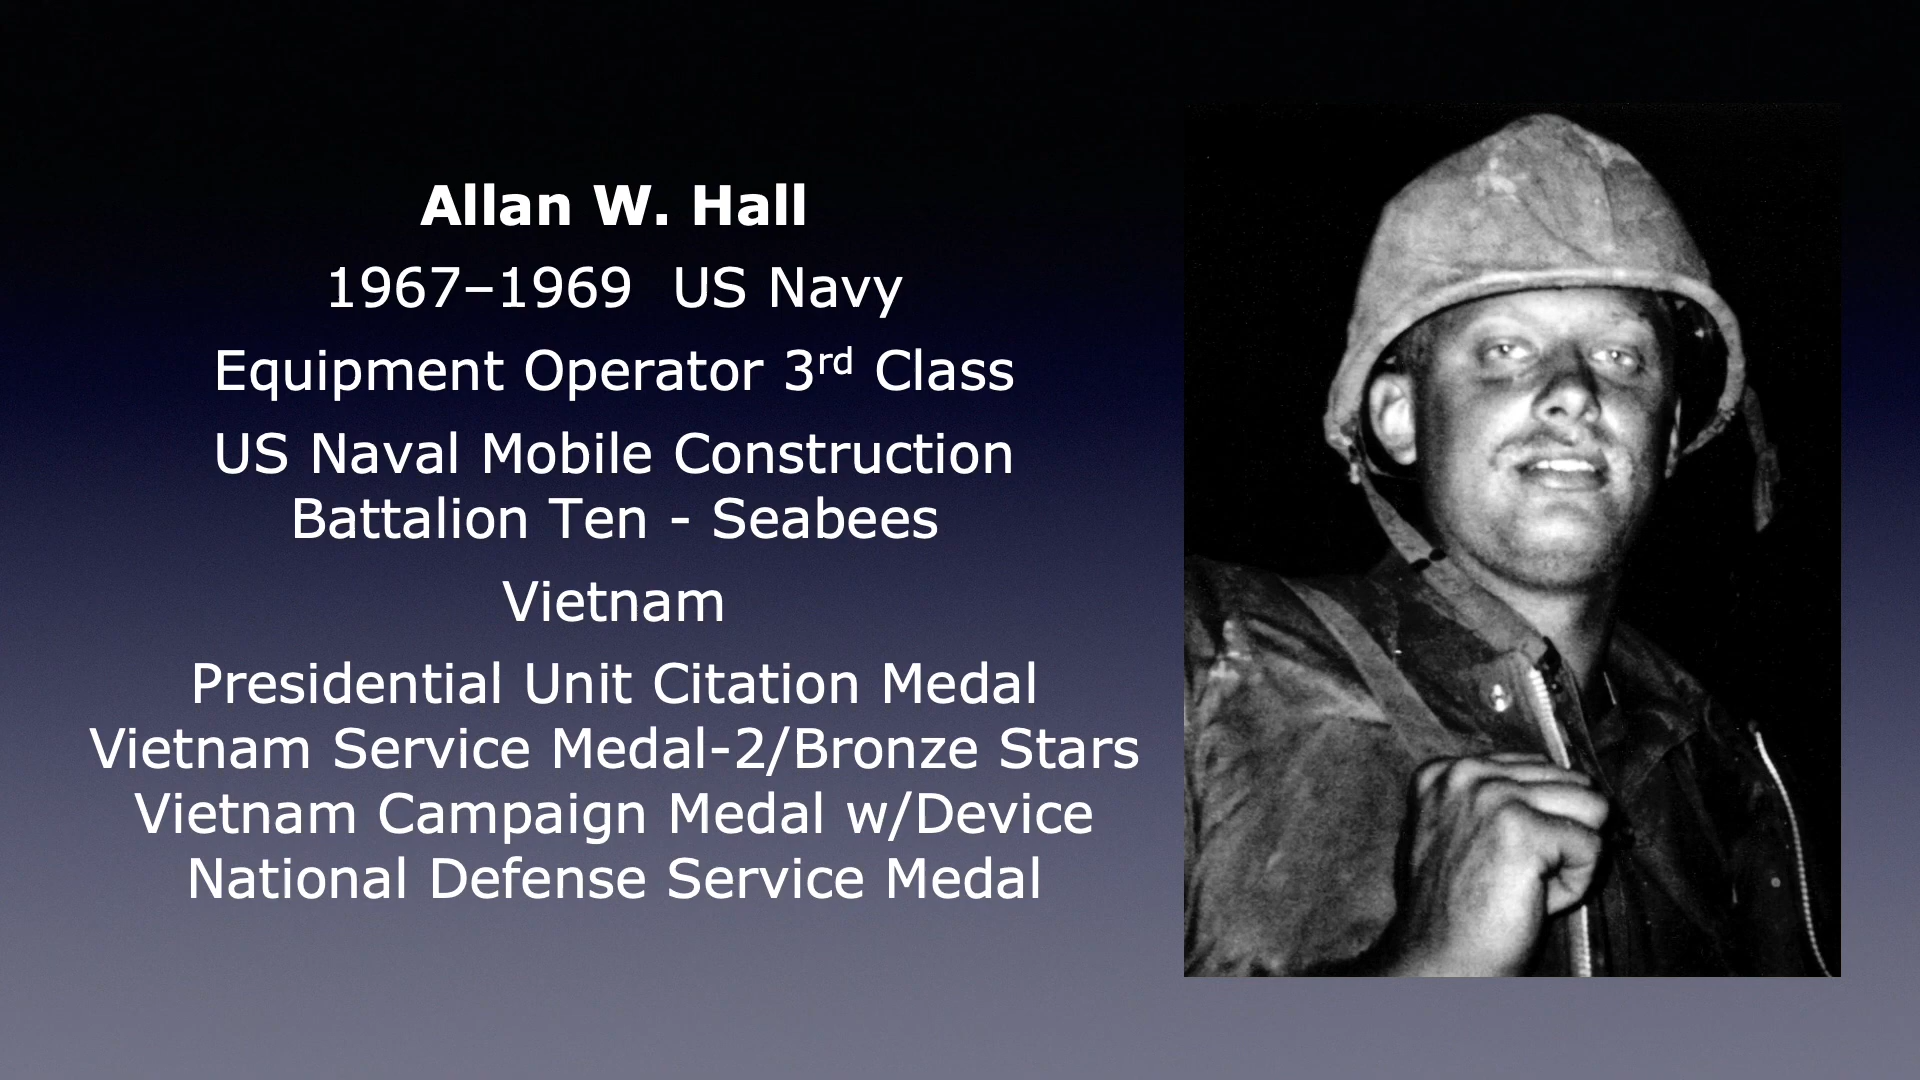 Allan W. Hall
1967–1969  US Navy
Equipment Operator 3rd Class
US Naval Mobile Construction
Battalion Ten - Seabees
Vietnam
Presidential Unit Citation Medal
Vietnam Service Medal-2/Bronze Stars
Vietnam Campaign Medal w/Device
National Defense Service Medal